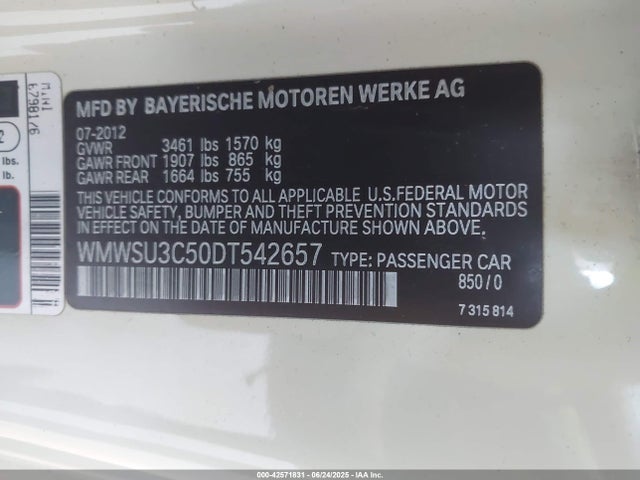 MFD BY BAYERISCHE MOTOREN WERKE AG
07-2012
GVWR 3461 lbs 1570 kg
GAWR FRONT 1907 lbs 865 kg
GAWR REAR 1664 lbs 755 kg
THIS VEHICLE CONFORMS TO ALL APPLICABLE U.S.FEDERAL MOTOR
VEHICLE SAFETY, BUMPER AND THEFT PREVENTION STANDARDS
IN EFFECT ON THE DATE OF MANUFACTURE SHOWN ABOVE.
WMWSU3C50DT542657 TYPE: PASSENGER CAR
850/0
7 315 814
MINI
lbs.
lb.
000-42571831 - 06/24/2025 - IAA Inc.